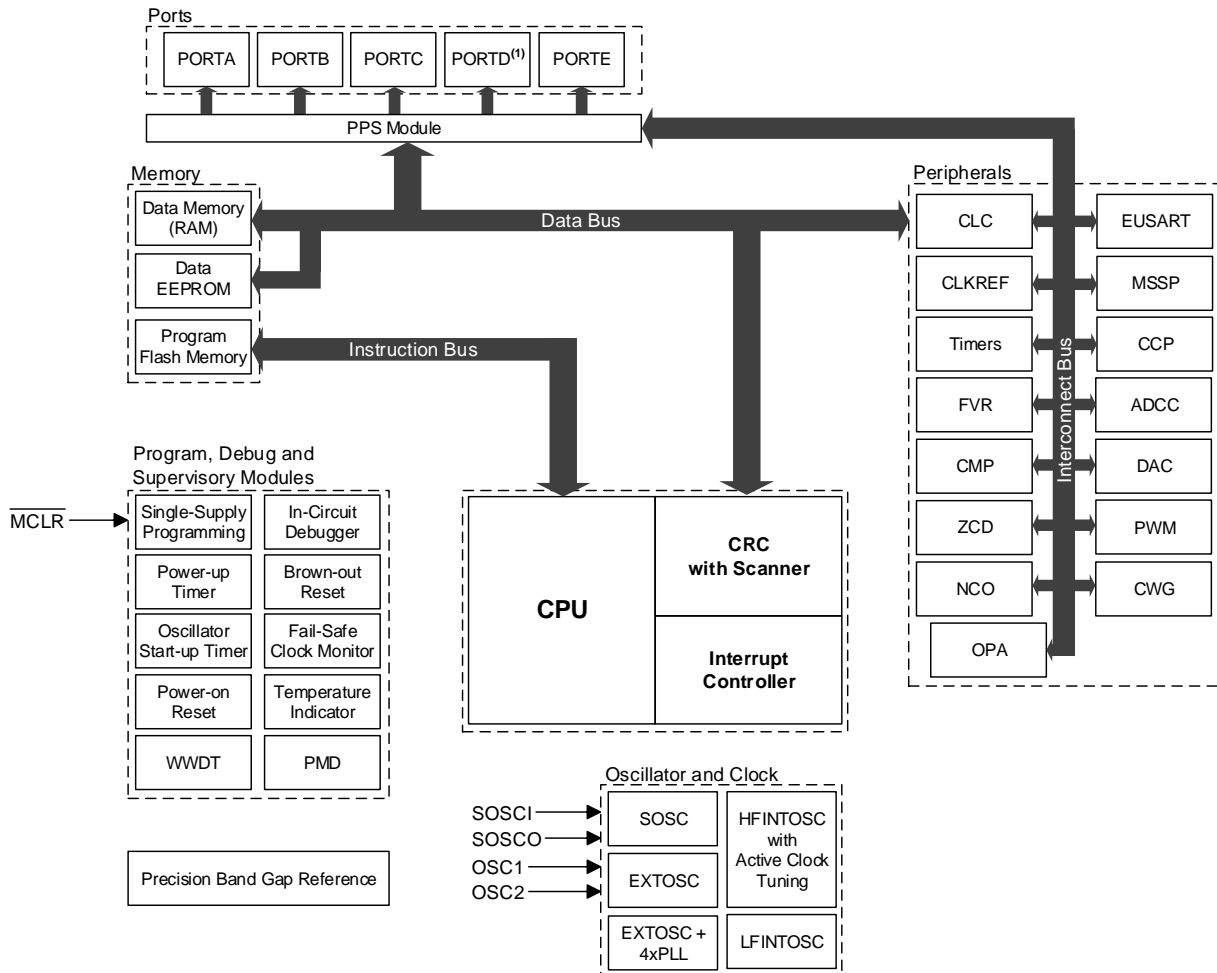 Ports
PORTA
PORTB
PORTC
PORTD(1)
PORTE
PPS Module
Memory
Data Memory
(RAM)
Data
EEPROM
Program
Flash Memory
Data Bus
Instruction Bus
Peripherals
CLC
EUSART
CLKREF
MSSP
Timers
CCP
FVR
ADCC
CMP
DAC
ZCD
PWM
NCO
CWG
OPA
Interconnect Bus
Program, Debug and
Supervisory Modules
MCLR
Single-Supply
Programming
In-Circuit
Debugger
Power-up
Timer
Brown-out
Reset
Oscillator
Start-up Timer
Fail-Safe
Clock Monitor
Power-on
Reset
Temperature
Indicator
WWDT
PMD
CPU
CRC
with Scanner
Interrupt
Controller
Precision Band Gap Reference
Oscillator and Clock
SOSCI
SOSCO
OSC1
OSC2
SOSC
HFINTOSC
with
Active Clock
Tuning
EXTOSC
EXTOSC +
4xPLL
LFINTOSC